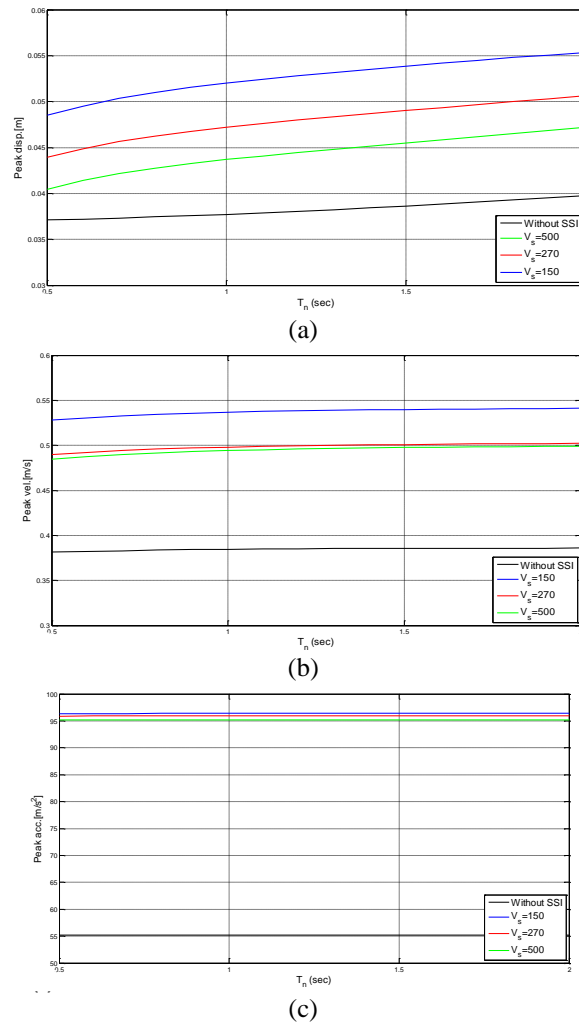 0.06
0.055
0.05
0.045
0.04
0.035
0.03
Peak disp.[m]
Without SSI
V_s=500
V_s=270
V_s=150
0.5 1 1.5
T_n (sec)
(a)
0.6
0.55
0.5
0.45
0.4
0.35
0.3
Peak vel.[m/s]
Without SSI
V_s=150
V_s=270
V_s=500
0.5 1 1.5
T_n (sec)
(b)
100
95
90
85
80
75
70
65
60
55
50
Peak acc.[m/s²]
Without SSI
V_s=150
V_s=270
V_s=500
0.5 1 1.5 2
T_n (sec)
(c)